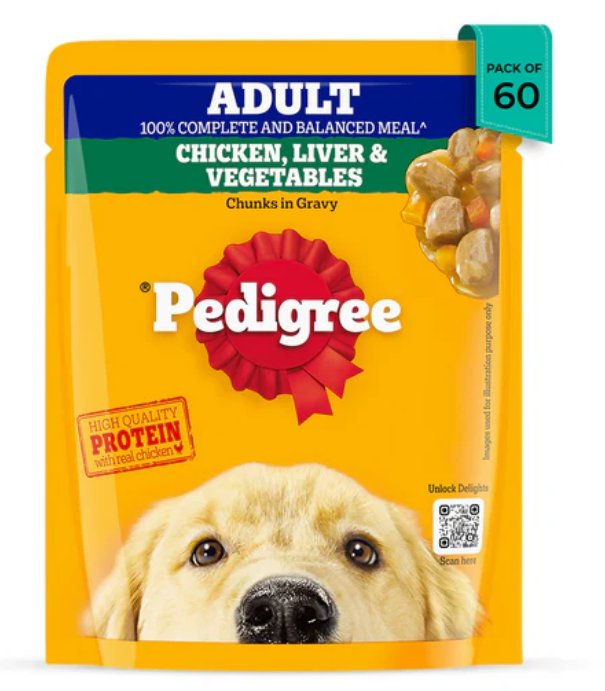 PACK OF
60
ADULT
100% COMPLETE AND BALANCED MEAL^
CHICKEN, LIVER &
VEGETABLES
Chunks in Gravy
® Pedigree
Images used for illustration purpose only
HIGH QUALITY
PROTEIN
with real chicken
Unlock Delights
Scan here